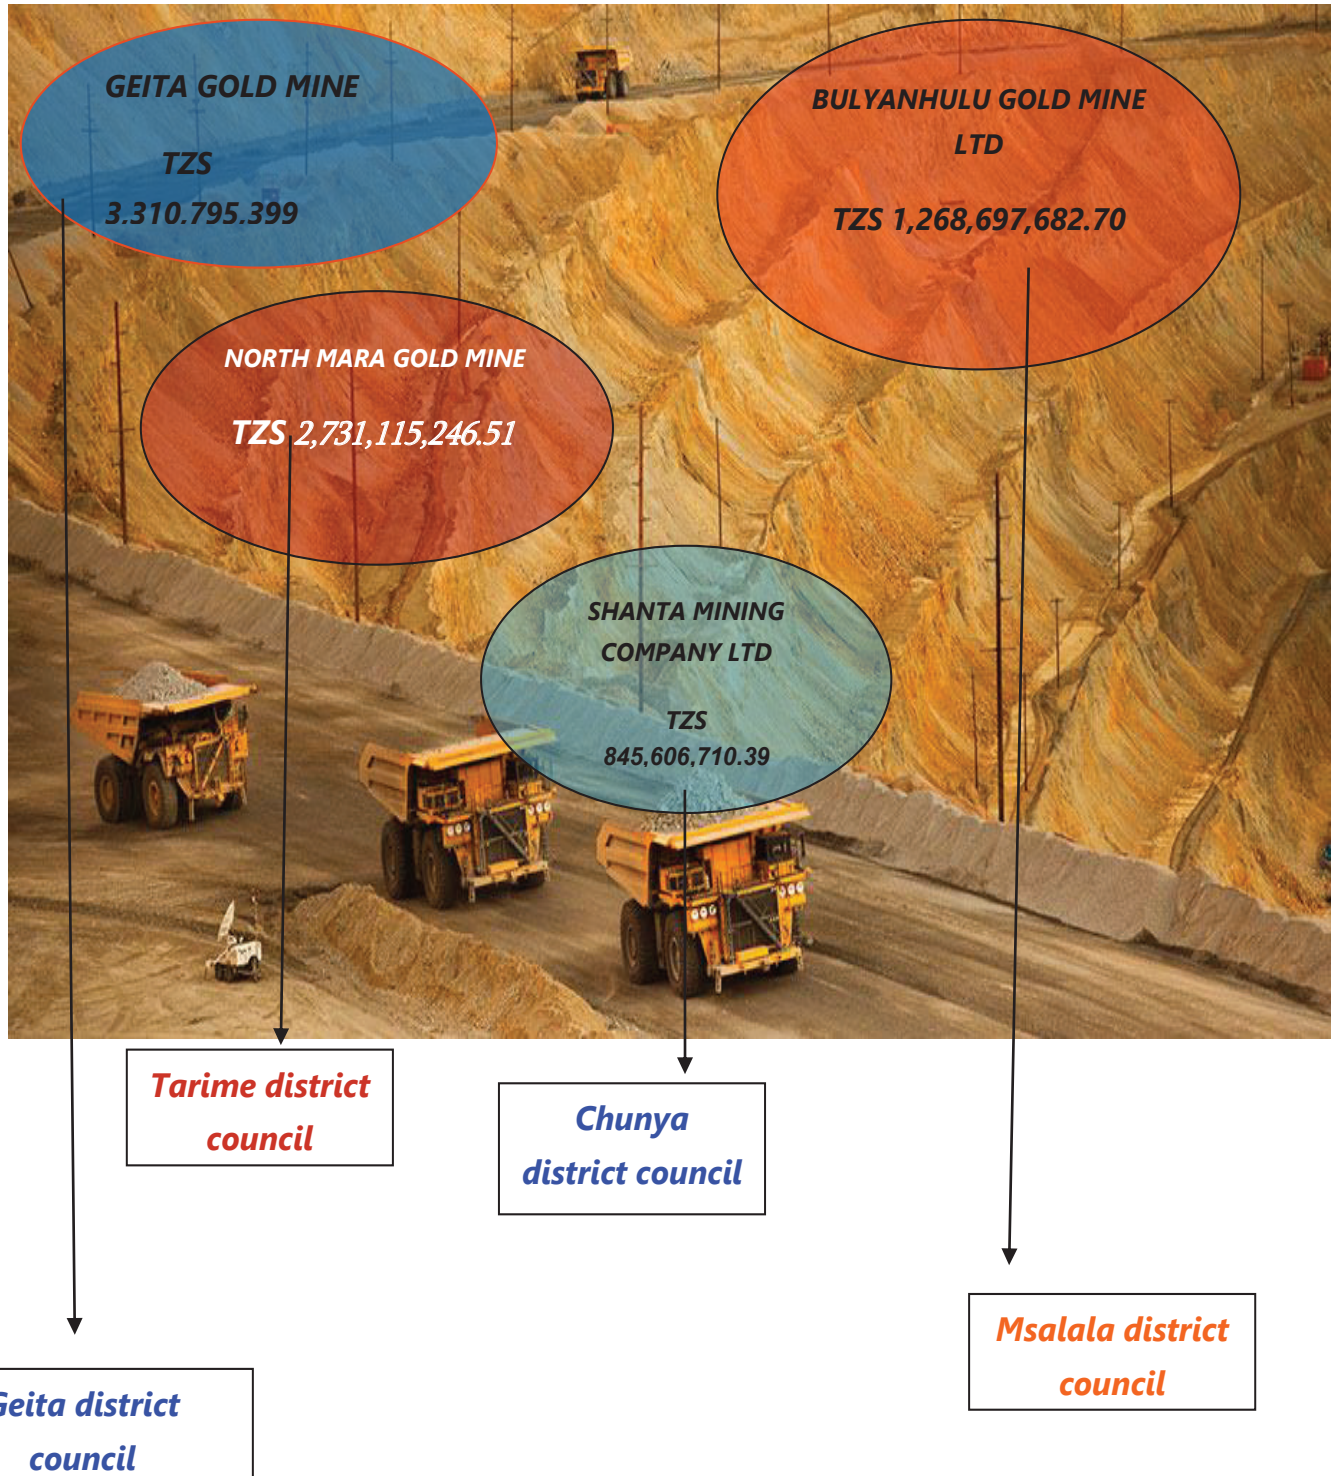 GEITA GOLD MINE
TZS
3.310.795.399
BULYANHULU GOLD MINE
LTD
TZS 1,268,697,682.70
NORTH MARA GOLD MINE
TZS 2,731,115,246.51
SHANTA MINING
COMPANY LTD
TZS
845,606,710.39
Tarime district
council
Chunya
district council
Msalala district
council
Geita district
council